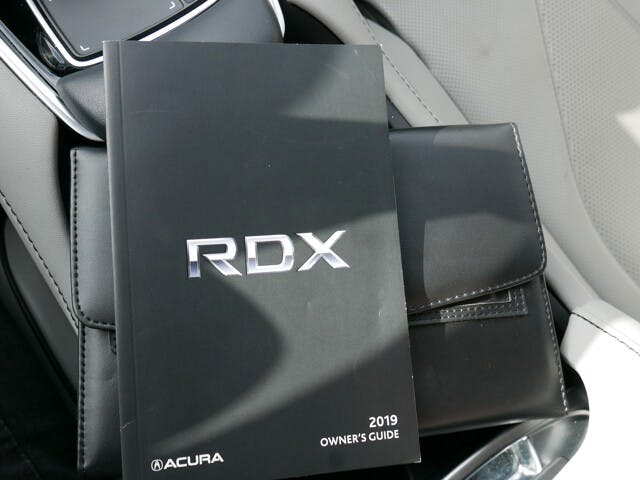 RDX
2019
OWNER'S GUIDE
ACURA